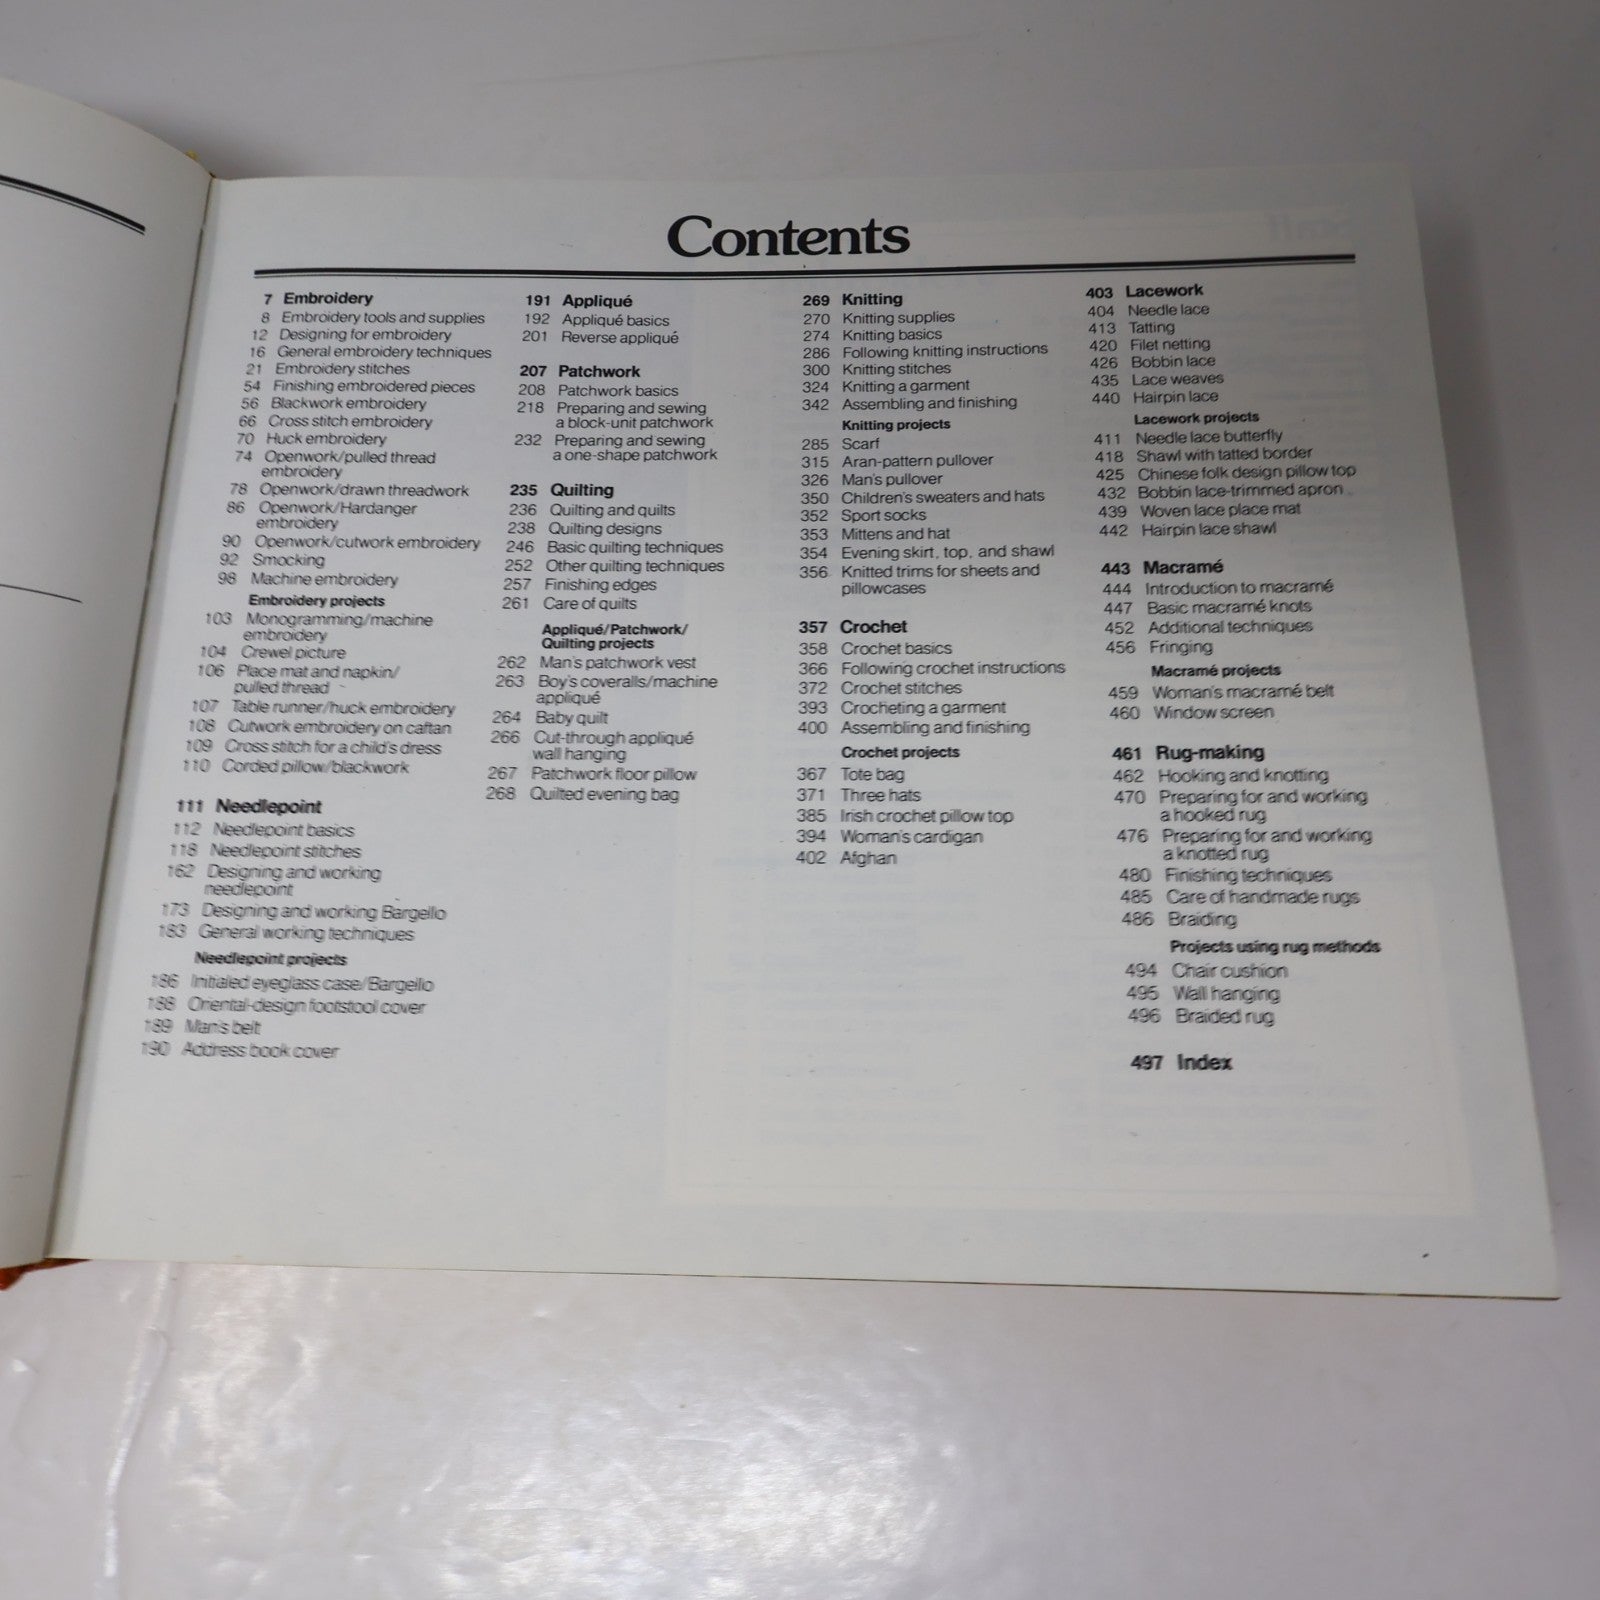 Contents
7 Embroidery
8 Embroidery tools and supplies
12 Designing for embroidery
16 General embroidery techniques
21 Embroidery stitches
54 Finishing embroidered pieces
56 Blackwork embroidery
66 Cross stitch embroidery
70 Huck embroidery
74 Openwork/pulled thread
embroidery
78 Openwork/drawn threadwork
86 Openwork/Hardanger
embroidery
90 Openwork/cutwork embroidery
92 Smocking
98 Machine embroidery
Embroidery projects
103 Monogramming/machine
embroidery
104 Crewel picture
106 Place mat and napkin/
pulled thread
107 Table runner/huck embroidery
108 Cutwork embroidery on caftan
109 Cross stitch for a child's dress
110 Corded pillow/blackwork
111 Needlepoint
112 Needlepoint basics
118 Needlepoint stitches
162 Designing and working
needlepoint
173 Designing and working Bargello
183 General working techniques
Needlepoint projects
186 Initialed eyeglass case/Bargello
188 Oriental-design footstool cover
189 Man's belt
190 Address book cover
191 Appliqué
192 Appliqué basics
201 Reverse appliqué
207 Patchwork
208 Patchwork basics
218 Preparing and sewing
a block-unit patchwork
232 Preparing and sewing
a one-shape patchwork
235 Quilting
236 Quilting and quilts
238 Quilting designs
246 Basic quilting techniques
252 Other quilting techniques
257 Finishing edges
261 Care of quilts
Appliqué/Patchwork/
Quilting projects
262 Man's patchwork vest
263 Boy's coveralls/machine
appliqué
264 Baby quilt
266 Cut-through appliqué
wall hanging
267 Patchwork floor pillow
268 Quilted evening bag
269 Knitting
270 Knitting supplies
274 Knitting basics
286 Following knitting instructions
300 Knitting stitches
324 Knitting a garment
342 Assembling and finishing
Knitting projects
285 Scarf
315 Aran-pattern pullover
326 Man's pullover
350 Children's sweaters and hats
352 Sport socks
353 Mittens and hat
354 Evening skirt, top, and shawl
356 Knitted trims for sheets and
pillowcases
357 Crochet
358 Crochet basics
366 Following crochet instructions
372 Crochet stitches
393 Crocheting a garment
400 Assembling and finishing
Crochet projects
367 Tote bag
371 Three hats
385 Irish crochet pillow top
394 Woman's cardigan
402 Afghan
403 Lacework
404 Needle lace
413 Tatting
420 Filet netting
426 Bobbin lace
435 Lace weaves
440 Hairpin lace
Lacework projects
411 Needle lace butterfly
418 Shawl with tatted border
425 Chinese folk design pillow top
432 Bobbin lace-trimmed apron
439 Woven lace place mat
442 Hairpin lace shawl
443 Macramé
444 Introduction to macramé
447 Basic macramé knots
452 Additional techniques
456 Fringing
Macramé projects
459 Woman's macramé belt
460 Window screen
461 Rug-making
462 Hooking and knotting
470 Preparing for and working
a hooked rug
476 Preparing for and working
a knotted rug
480 Finishing techniques
485 Care of handmade rugs
486 Braiding
Projects using rug methods
494 Chair cushion
495 Wall hanging
496 Braided rug
497 Index